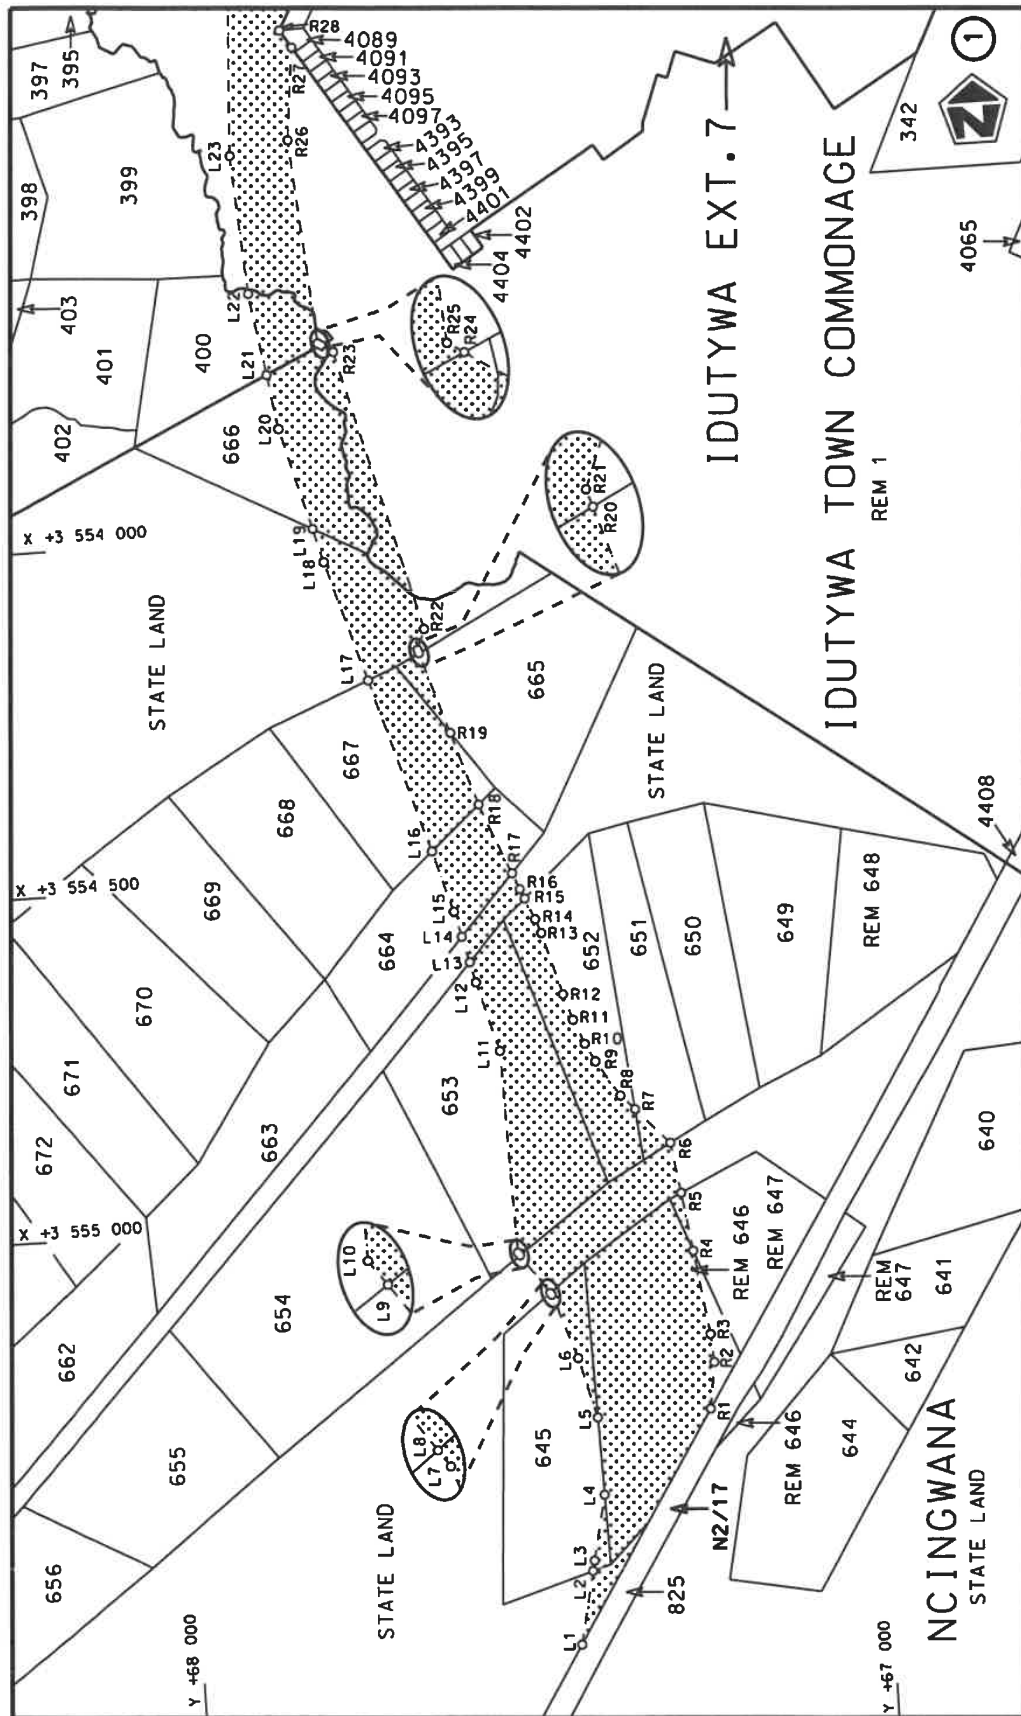 397
395
398
399
403
401
402
400
666
L23
L22
L21
L20
L19
L18
L17
R28
R27
R26
4089
4091
4093
4095
4097
4393
4395
4397
4399
4401
4402
4404
R25
R24
R23
R21
R20
R22
342
N
1
4065
IDUTYWA EXT.7
IDUTYWA TOWN COMMONAGE
REM 1
X +3 554 000
STATE LAND
667
668
669
670
671
672
X +3 554 500
X +3 555 000
665
STATE LAND
R19
R18
R17
R16
R15
R14
R13
R12
R11
R10
R9
R8
R7
R6
R5
R4
R3
R2
R1
L16
L15
L14
L13
L12
L11
L10
L9
L8
L7
L6
L5
L4
L3
L2
L1
664
663
662
653
654
655
656
652
651
650
649
REM 648
4408
640
REM 646
REM 647
REM
647
641
642
644
REM 646
645
N2/17
825
STATE LAND
NCINGWANA
STATE LAND
Y +68 000
Y +67 000